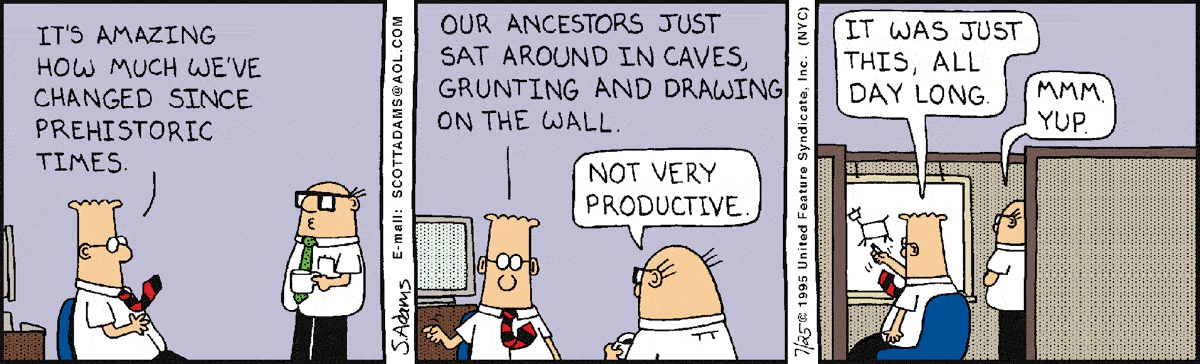 IT'S AMAZING
HOW MUCH WE'VE
CHANGED SINCE
PREHISTORIC
TIMES.
S.Adams E-mail: SCOTTADAMS@AOL.COM
OUR ANCESTORS JUST
SAT AROUND IN CAVES,
GRUNTING AND DRAWING
ON THE WALL.
NOT VERY
PRODUCTIVE.
7/25 © 1995 United Feature Syndicate, Inc. (NYC)
IT WAS JUST
THIS, ALL
DAY LONG.
MMM.
YUP.